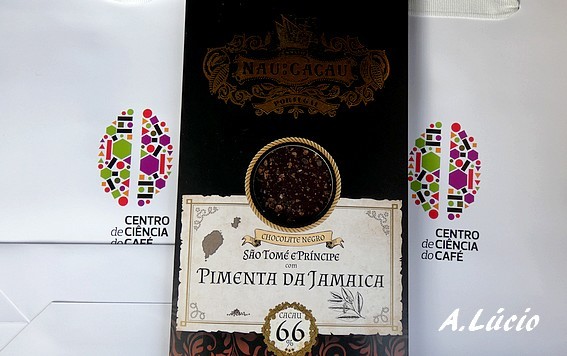 NAU DO CACAU
PORTUGAL
CENTRO
de CIÊNCIA
do CAFÉ
CHOCOLATE NEGRO
SÃO TOMÉ E PRÍNCIPE
com
PIMENTA DA JAMAICA
CACAU
66
%
CENTRO
de CIÊNCIA
do CAFÉ
A.Lúcio